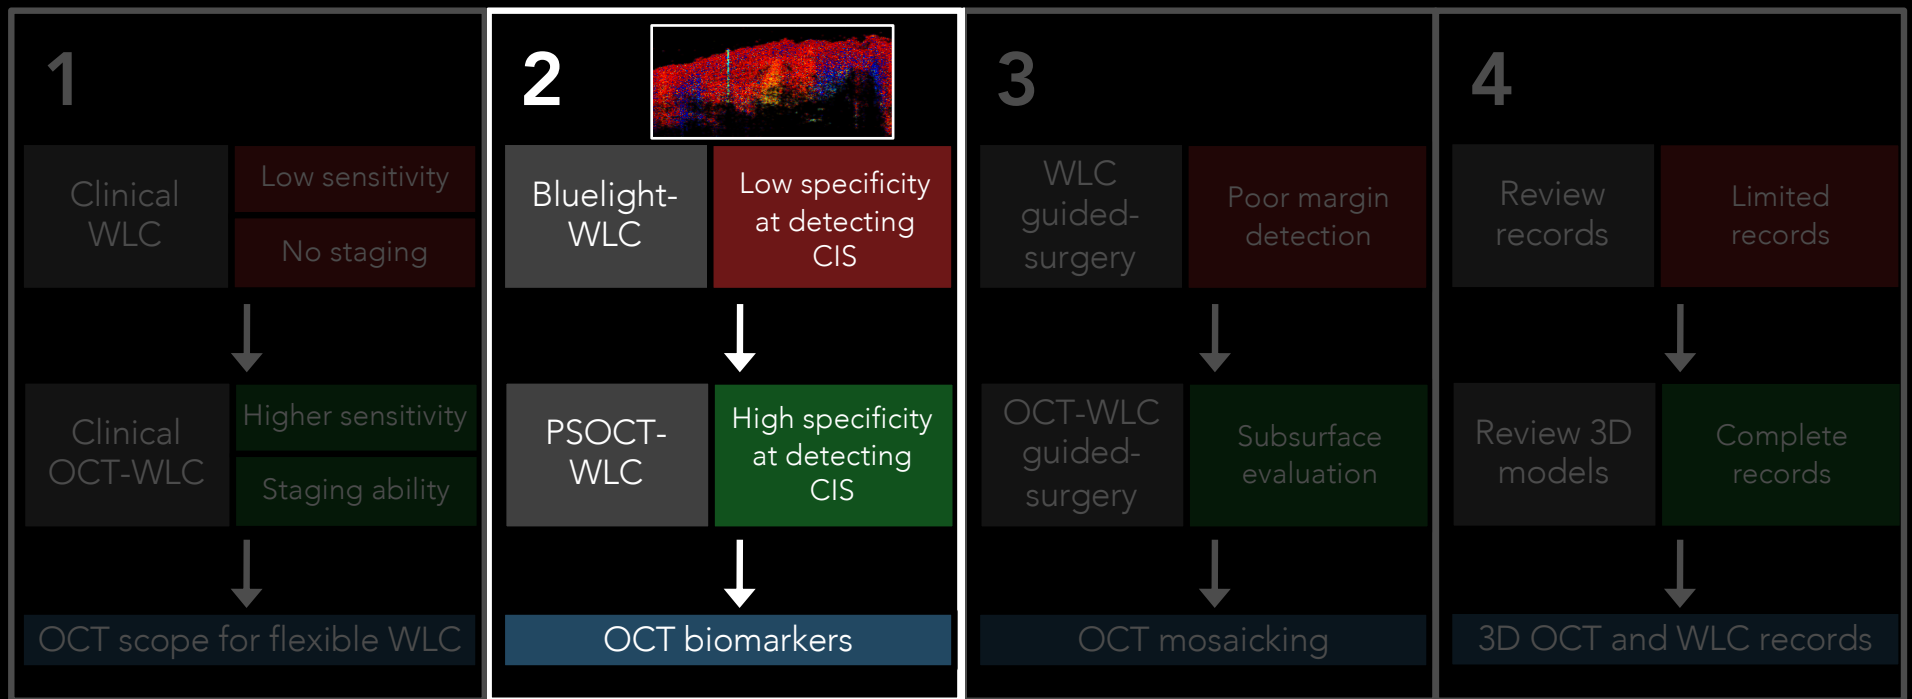 1
Clinical
WLC
Low sensitivity
No staging
Clinical
OCT-WLC
Higher sensitivity
Staging ability
OCT scope for flexible WLC
2
Bluelight-
WLC
Low specificity
at detecting
CIS
PSOCT-
WLC
High specificity
at detecting
CIS
OCT biomarkers
3
WLC
guided-
surgery
Poor margin
detection
OCT-WLC
guided-
surgery
Subsurface
evaluation
OCT mosaicking
4
Review
records
Limited
records
Review 3D
models
Complete
records
3D OCT and WLC records